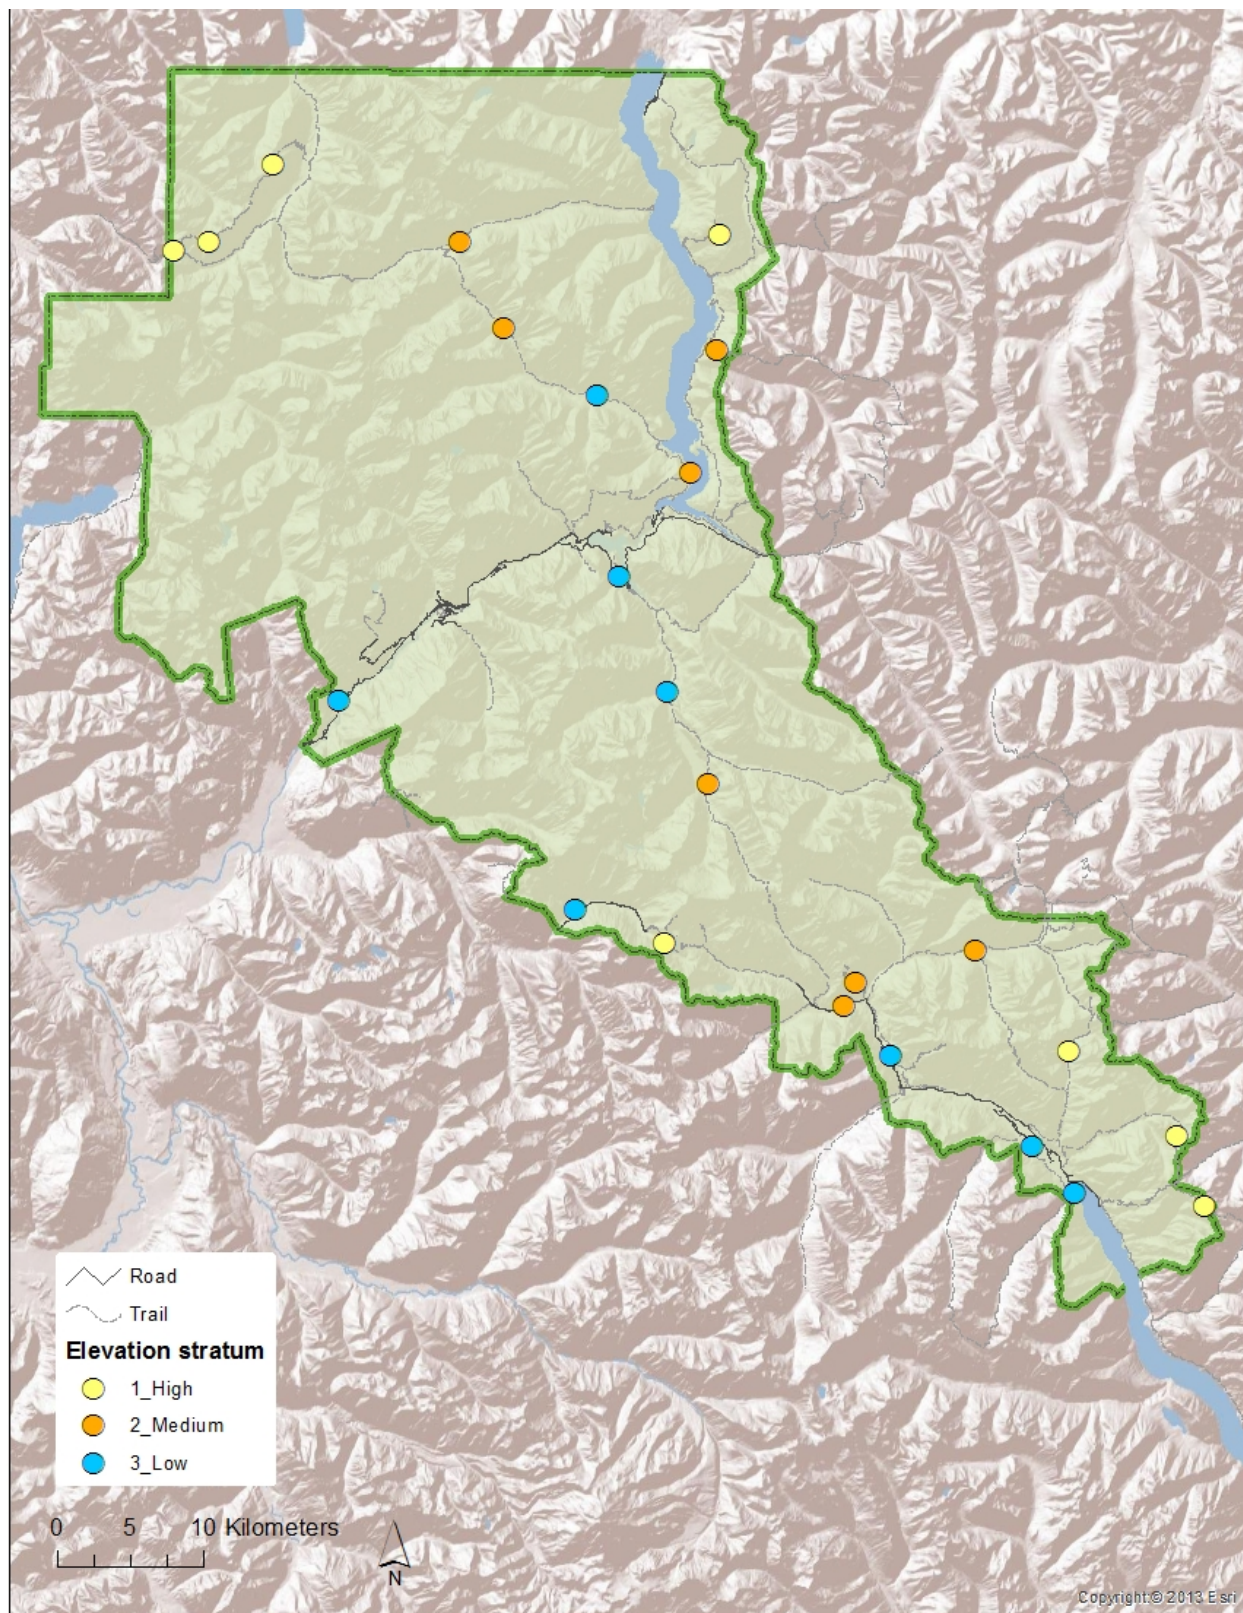 Road
Trail
Elevation stratum
1_High
2_Medium
3_Low
0 5 10 Kilometers
N
Copyright:© 2013 Esri